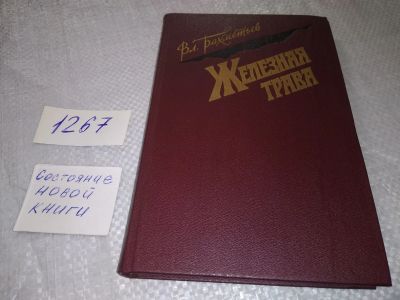 Вл. Бахметьев
ЖЕЛЕЗНАЯ
ТРАВА
1267
СОСТОЯНИЕ
НОВОЙ
КНИГИ